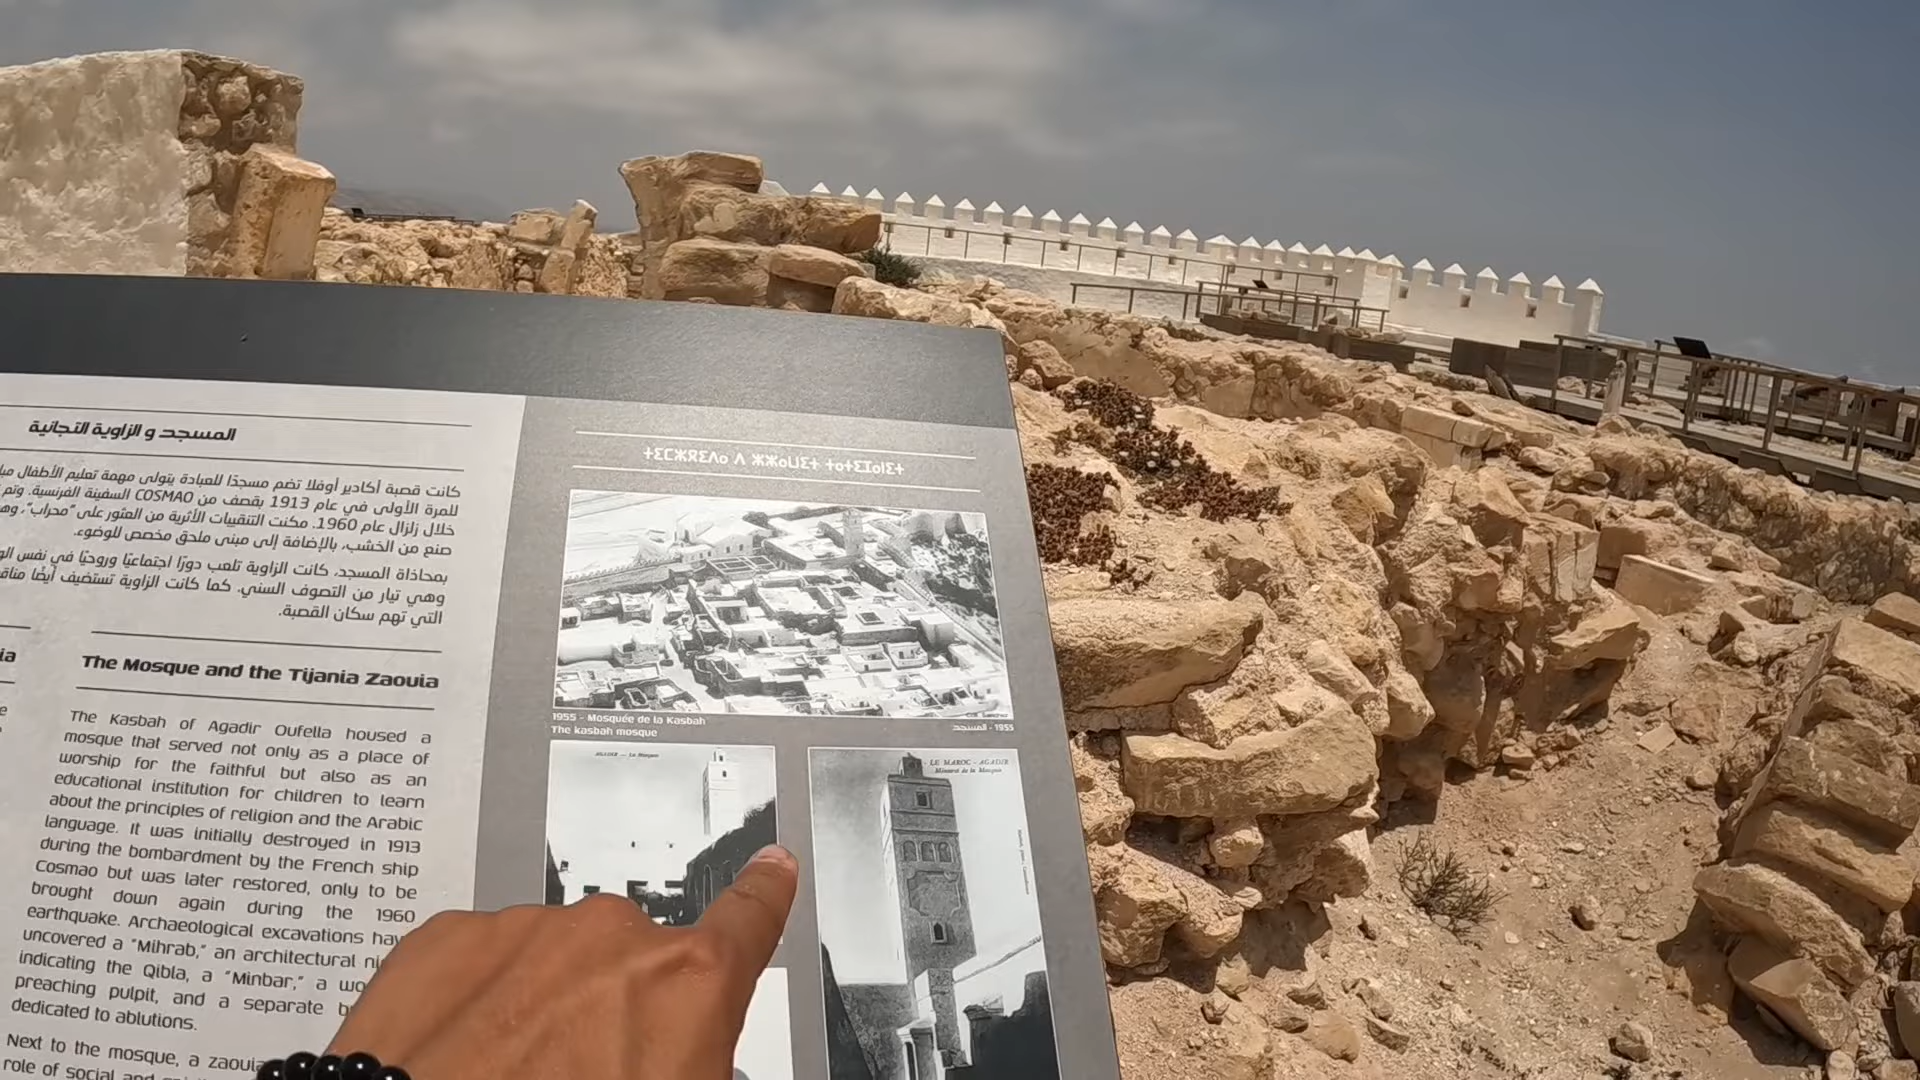 المسجد و الزاوية التجانية
كانت قصبة أكادير أوفلا تضم مسجدًا للعبادة يتولى مهمة تعليم الأطفال
للمرة الأولى في عام 1913 بقصف من COSMAO السفينة الفرنسية. وتم
خلال زلزال عام 1960. مكنت التنقيبات الأثرية من العثور على "محراب"، وهو
صنع من الخشب، بالإضافة إلى مبنى ملحق مخصص للوضوء.
بمحاذاة المسجد، كانت الزاوية تلعب دورًا اجتماعيًا وروحيًا في نفس
وهي تيار من التصوف السني. كما كانت الزاوية تستضيف أيضًا
التي تهم سكان القصبة.
The Mosque and the Tijania Zaouia
The Kasbah of Agadir Oufella housed a
mosque that served not only as a place of
worship for the faithful but also as an
educational institution for children to learn
about the principles of religion and the Arabic
language. It was initially destroyed in 1913
during the bombardment by the French ship
Cosmao but was later restored, only to be
brought down again during the 1960
earthquake. Archaeological excavations have
uncovered a "Mihrab," an architectural
indicating the Qibla, a "Minbar," a
preaching pulpit, and a separate
dedicated to ablutions.
Next to the mosque, a zaouia
role of social and
ⵜⵉⵎⵣⴳⵉⴷⴰ ⴷ ⵣⵣⴰⵡⵉⵜ ⵜⴰⵜⵉⵊⴰⵏⵉⵜ
1955 - Mosquée de la Kasbah
The kasbah mosque
1955 - المسجد
AGADIR — La Mosquée
LE MAROC - AGADIR
Minaret de la Mosquée